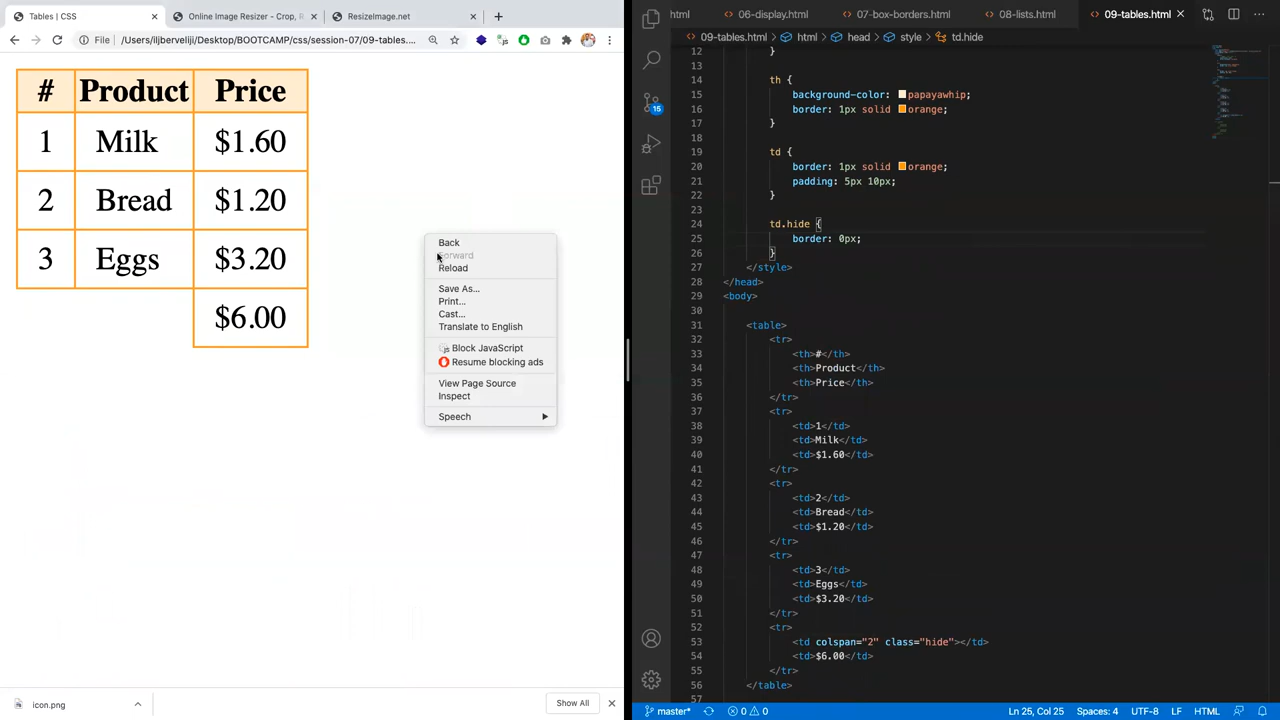 Tables | CSS
Online Image Resizer - Crop, R
ResizeImage.net
File
/Users/iljberveliji/Desktop/BOOTCAMP/css/session-07/09-tables....
# Product Price
1 Milk $1.60
2 Bread $1.20
3 Eggs $3.20
$6.00
Back
Reload
Save As...
Print...
Cast...
Translate to English
Block JavaScript
Resume blocking ads
View Page Source
Inspect
Speech
icon.png
Show All
html
06-display.html
07-box-borders.html
08-lists.html
09-tables.html
09-tables.html > html > head > style > td.hide
15
12 }
13
14 th {
15 background-color: papayawhip;
16 border: 1px solid orange;
17 }
18
19 td {
20 border: 1px solid orange;
21 padding: 5px 10px;
22 }
23
24 td.hide {
25 border: 0px;
26 }
27 </style>
28 </head>
29 <body>
30
31 <table>
32 <tr>
33 <th>#</th>
34 <th>Product</th>
35 <th>Price</th>
36 </tr>
37 <tr>
38 <td>1</td>
39 <td>Milk</td>
40 <td>$1.60</td>
41 </tr>
42 <tr>
43 <td>2</td>
44 <td>Bread</td>
45 <td>$1.20</td>
46 </tr>
47 <tr>
48 <td>3</td>
49 <td>Eggs</td>
50 <td>$3.20</td>
51 </tr>
52 <tr>
53 <td colspan="2" class="hide"></td>
54 <td>$6.00</td>
55 </tr>
56 </table>
57
master*
0 0
Ln 25, Col 25
Spaces: 4
UTF-8
LF
HTML